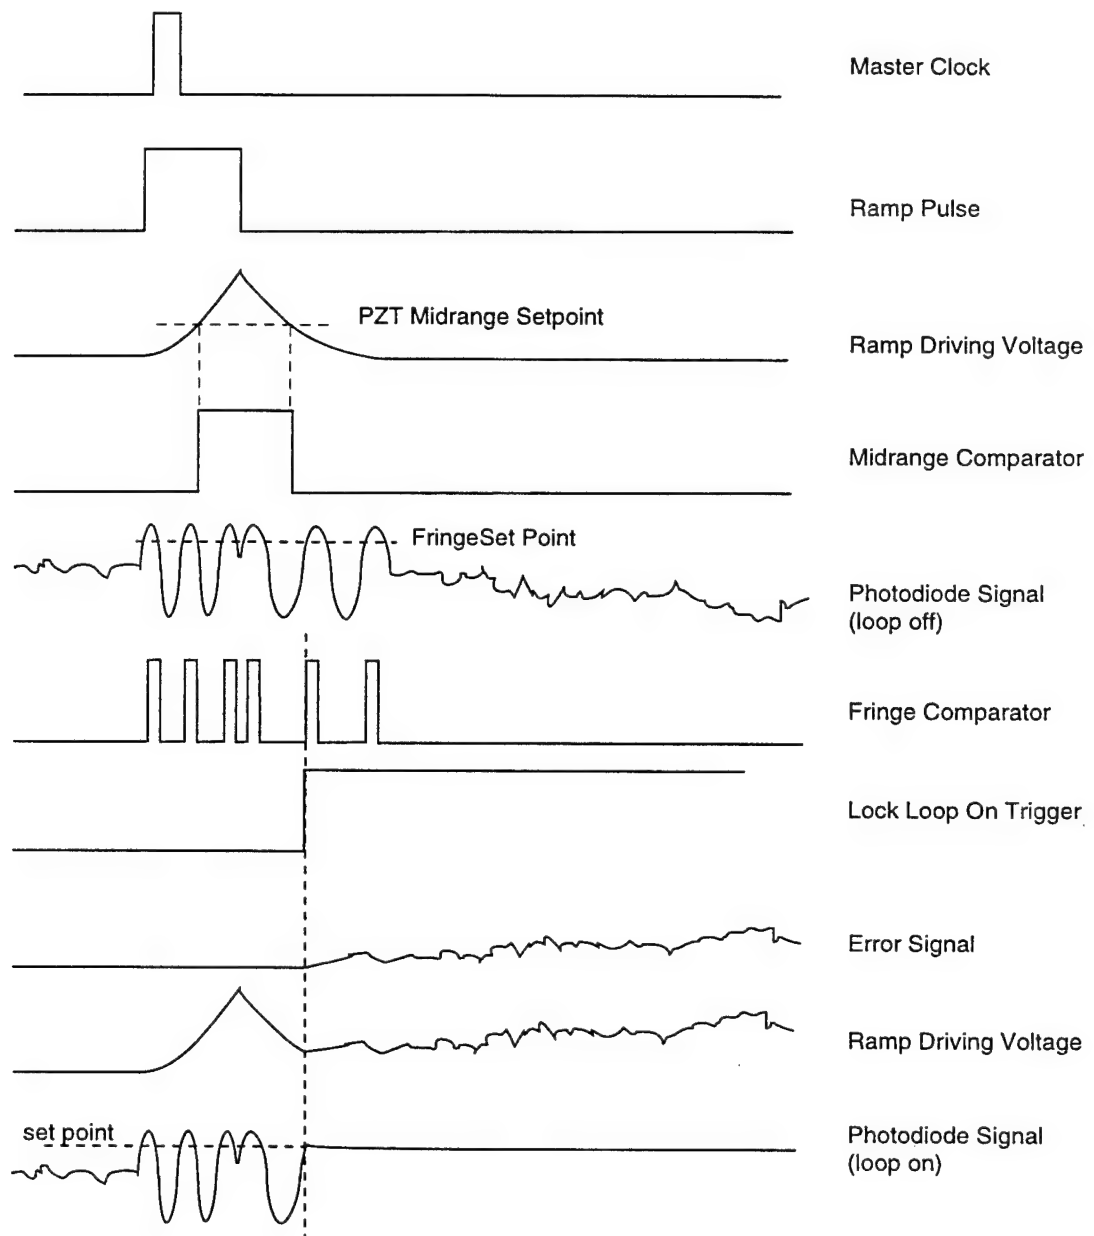 Master Clock
Ramp Pulse
PZT Midrange Setpoint
Ramp Driving Voltage
Midrange Comparator
FringeSet Point
Photodiode Signal
(loop off)
Fringe Comparator
Lock Loop On Trigger
Error Signal
Ramp Driving Voltage
set point
Photodiode Signal
(loop on)